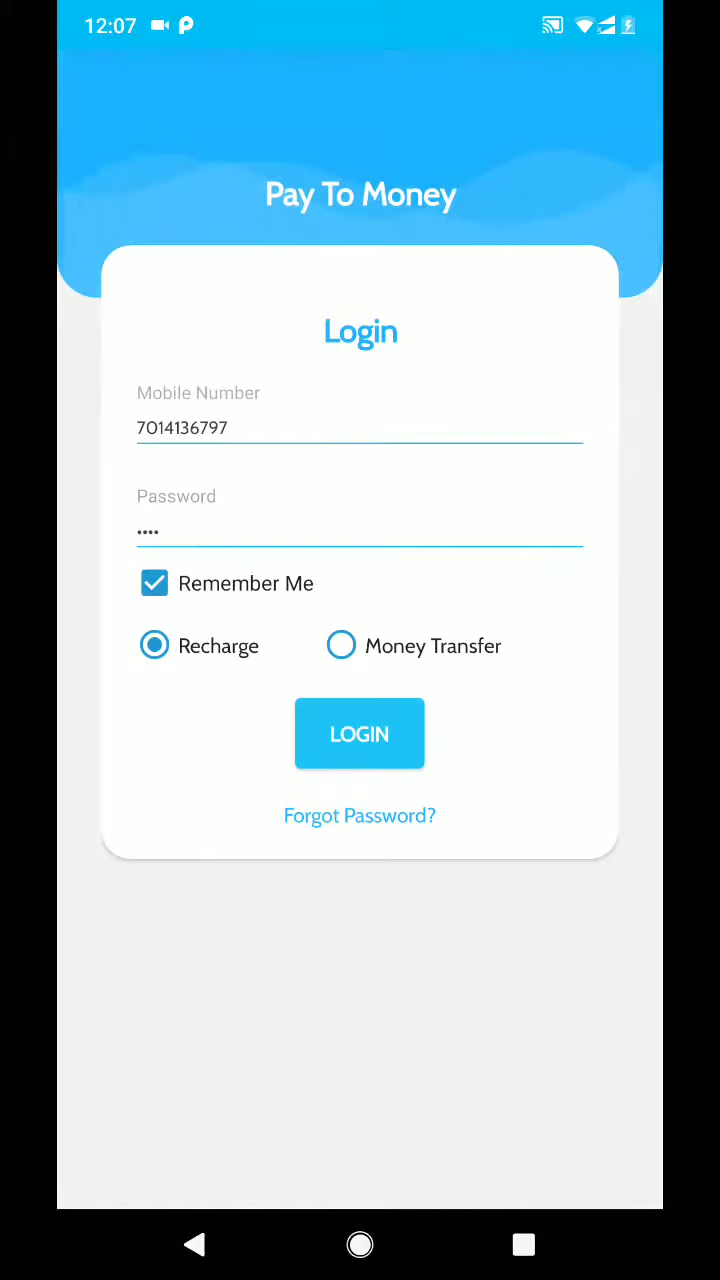 12:07
Pay To Money
Login
Mobile Number
7014136797
Password
••••
Remember Me
Recharge
Money Transfer
LOGIN
Forgot Password?